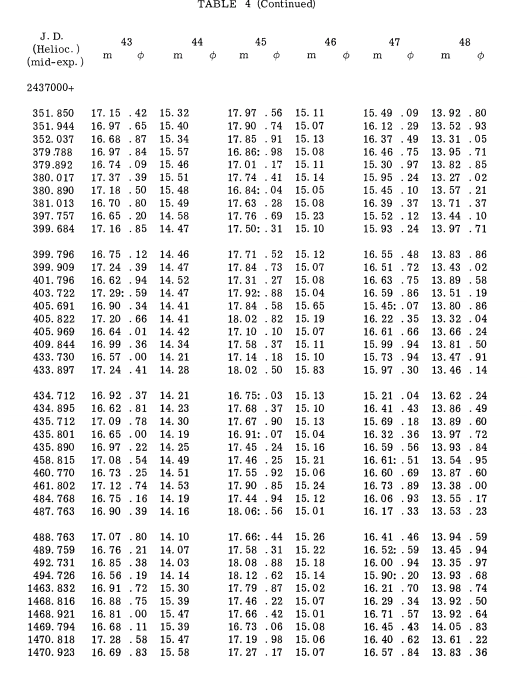 TABLE 4 (Continued)
J. D.
(Helioc.) 43 44 45 46 47 48
(mid-exp.) m φ m φ m φ m φ m φ m φ
2437000+
351.850 17.15 .42 15.32 17.97 .56 15.11 15.49 .09 13.92 .80
351.944 16.97 .65 15.40 17.90 .74 15.07 16.12 .29 13.52 .93
352.037 16.68 .87 15.34 17.85 .91 15.13 16.37 .49 13.31 .05
379.788 16.97 .84 15.57 16.86: .98 15.08 16.46 .75 13.95 .71
379.892 16.74 .09 15.46 17.01 .17 15.11 15.30 .97 13.82 .85
380.017 17.37 .39 15.51 17.74 .41 15.14 15.95 .24 13.27 .02
380.890 17.18 .50 15.48 16.84: .04 15.05 15.45 .10 13.57 .21
381.013 16.70 .80 15.49 17.63 .28 15.08 16.39 .37 13.71 .37
397.757 16.65 .20 14.58 17.76 .69 15.23 15.52 .12 13.44 .10
399.684 17.16 .85 14.47 17.50: .31 15.10 15.93 .24 13.97 .71
399.796 16.75 .12 14.46 17.71 .52 15.12 16.55 .48 13.83 .86
399.909 17.24 .39 14.47 17.84 .73 15.07 16.51 .72 13.43 .02
401.796 16.62 .94 14.52 17.31 .27 15.08 16.63 .75 13.89 .58
403.722 17.29: .59 14.47 17.92: .88 15.04 16.59 .86 13.51 .19
405.691 16.90 .34 14.41 17.84 .58 15.65 15.45: .07 13.80 .86
405.822 17.20 .66 14.41 18.02 .82 15.19 16.22 .35 13.32 .04
405.969 16.64 .01 14.42 17.10 .10 15.07 16.61 .66 13.66 .24
409.844 16.99 .36 14.34 17.58 .37 15.11 15.99 .94 13.81 .50
433.730 16.57 .00 14.21 17.14 .18 15.10 15.73 .94 13.47 .91
433.897 17.24 .41 14.28 18.02 .50 15.83 15.97 .30 13.46 .14
434.712 16.92 .37 14.21 16.75: .03 15.13 15.21 .04 13.62 .24
434.895 16.62 .81 14.23 17.68 .37 15.10 16.41 .43 13.86 .49
435.712 17.09 .78 14.30 17.67 .90 15.13 15.69 .18 13.89 .60
435.801 16.65 .00 14.19 16.91: .07 15.04 16.32 .36 13.97 .72
435.890 16.97 .22 14.25 17.45 .24 15.16 16.59 .56 13.93 .84
458.815 17.08 .54 14.49 17.46 .25 15.21 16.61: .51 13.54 .95
460.770 16.73 .25 14.51 17.55 .92 15.06 16.60 .69 13.87 .60
461.802 17.12 .74 14.53 17.90 .85 15.24 16.73 .89 13.38 .00
484.768 16.75 .16 14.19 17.44 .94 15.12 16.06 .93 13.55 .17
487.763 16.90 .39 14.16 18.06: .56 15.01 16.17 .33 13.53 .23
488.763 17.07 .80 14.10 17.66: .44 15.26 16.41 .46 13.94 .59
489.759 16.76 .21 14.07 17.58 .31 15.22 16.52: .59 13.45 .94
492.731 16.85 .38 14.03 18.08 .88 15.18 16.00 .94 13.35 .97
494.726 16.56 .19 14.14 18.12 .62 15.14 15.90: .20 13.93 .68
1463.832 16.91 .72 15.30 17.79 .87 15.02 16.21 .70 13.98 .74
1468.816 16.88 .75 15.39 17.46 .22 15.07 16.29 .34 13.92 .50
1468.921 16.81 .00 15.47 17.66 .42 15.01 16.71 .57 13.92 .64
1469.794 16.68 .11 15.39 16.73 .06 15.08 16.45 .43 14.05 .83
1470.818 17.28 .58 15.47 17.19 .98 15.06 16.40 .62 13.61 .22
1470.923 16.69 .83 15.58 17.27 .17 15.07 16.57 .84 13.83 .36